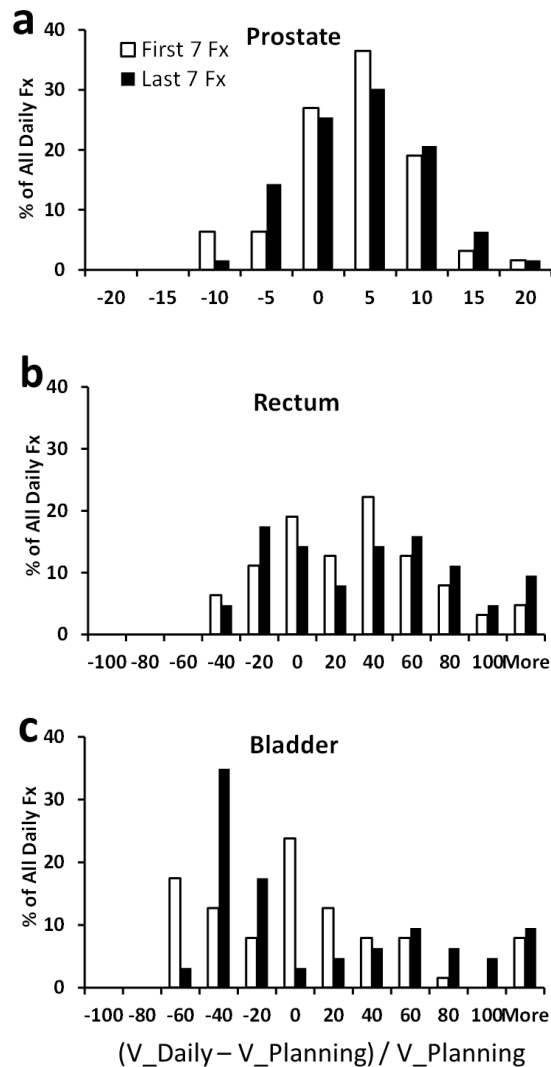 a
Prostate
First 7 Fx
Last 7 Fx
% of All Daily Fx
40
30
20
10
0
-20 -15 -10 -5 0 5 10 15 20
b
Rectum
% of All Daily Fx
40
30
20
10
0
-100 -80 -60 -40 -20 0 20 40 60 80 100 More
c
Bladder
% of All Daily Fx
40
30
20
10
0
-100 -80 -60 -40 -20 0 20 40 60 80 100 More
(V_Daily – V_Planning) / V_Planning